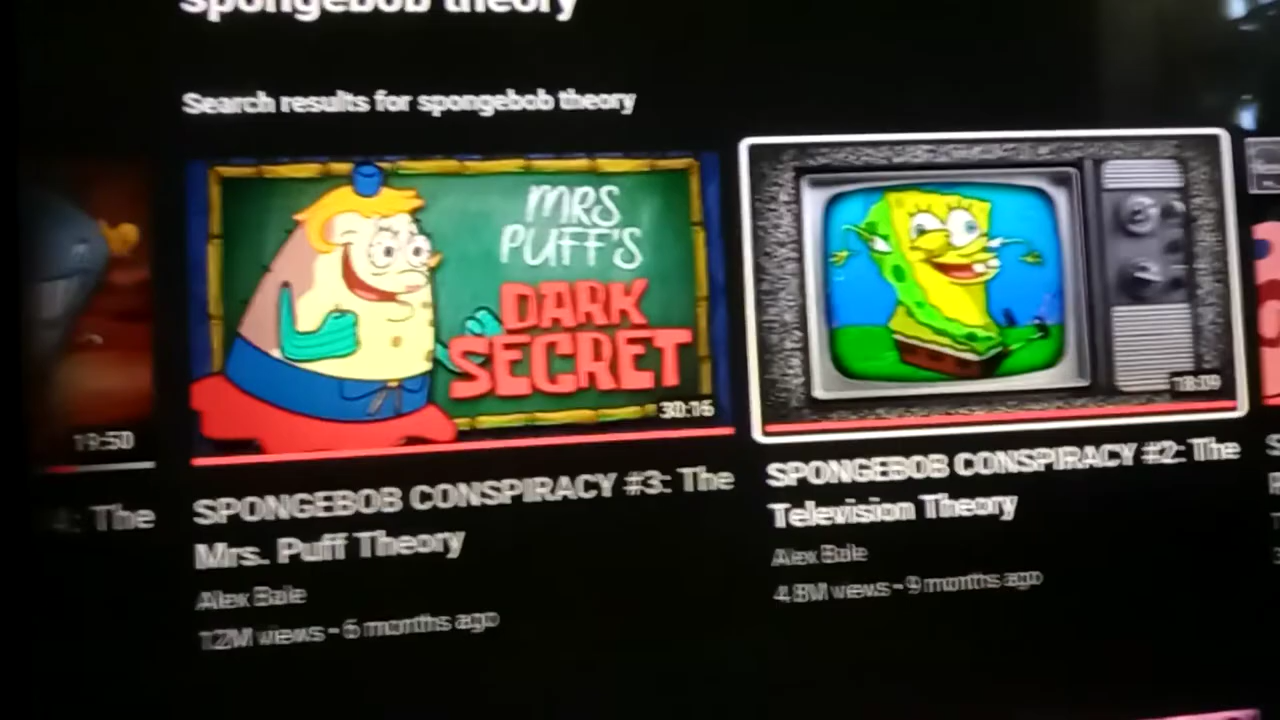 spongebob theory
Search results for spongebob theory
MRS
PUFF'S
DARK
SECRET
30:16
18:09
19:50
4: The
SPONGEBOB CONSPIRACY #3: The
Mrs. Puff Theory
Alex Bale
12M views • 6 months ago
SPONGEBOB CONSPIRACY #2: The
Television Theory
Alex Bale
4.8M views • 9 months ago